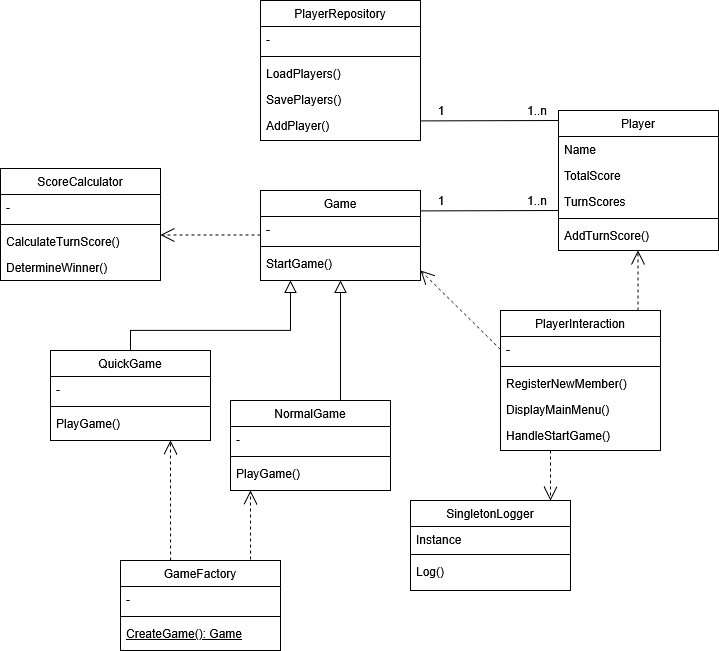 PlayerRepository
-
LoadPlayers()
SavePlayers()
AddPlayer()
1
1..n
Player
Name
TotalScore
TurnScores
AddTurnScore()
ScoreCalculator
-
CalculateTurnScore()
DetermineWinner()
Game
-
StartGame()
1
1..n
PlayerInteraction
-
RegisterNewMember()
DisplayMainMenu()
HandleStartGame()
QuickGame
-
PlayGame()
NormalGame
-
PlayGame()
SingletonLogger
Instance
Log()
GameFactory
-
CreateGame(): Game